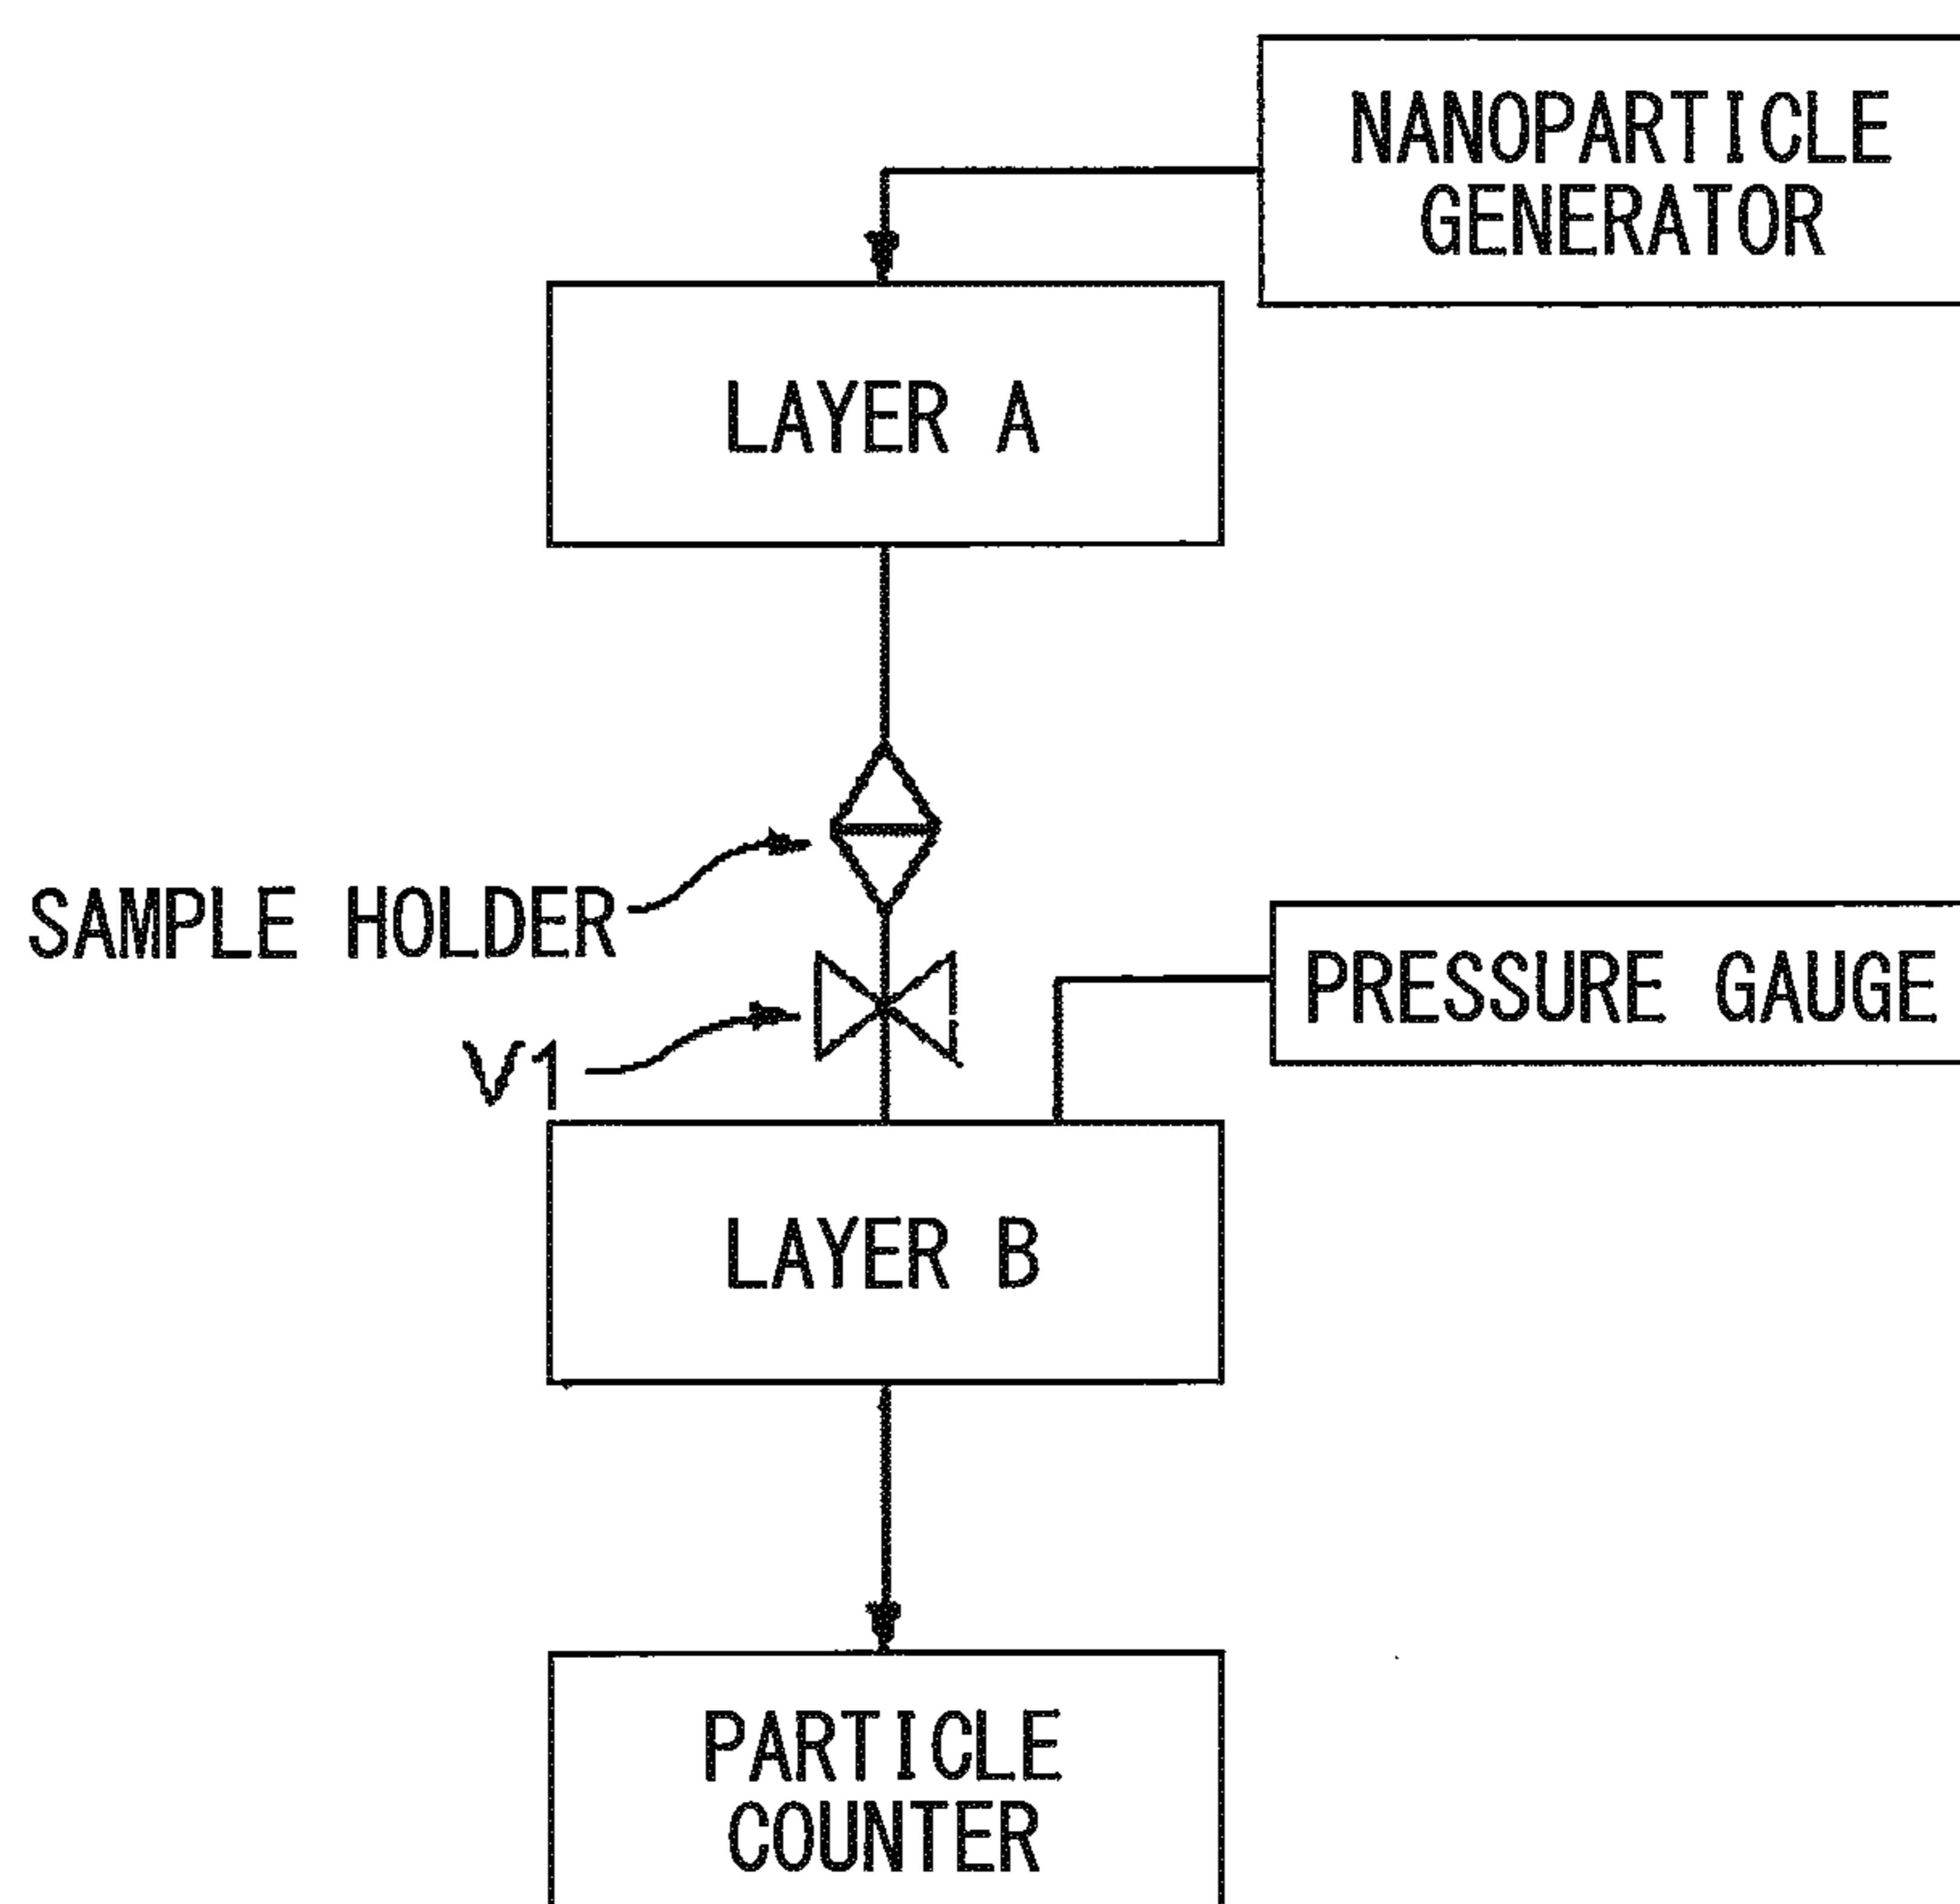 NANOPARTICLE
GENERATOR
LAYER A
SAMPLE HOLDER
PRESSURE GAUGE
V1
LAYER B
PARTICLE
COUNTER